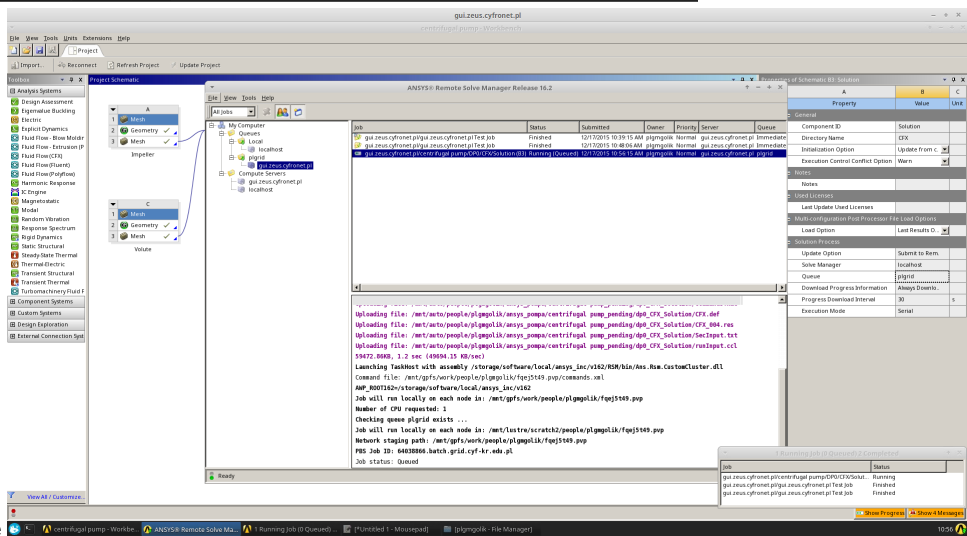 gui.zeus.cyfronet.pl
centrifugal pump - Workbench
File View Tools Units Extensions Help
Project
Import... Reconnect Refresh Project Update Project
Toolbox
Project Schematic
Properties of Schematic B3: Solution
Analysis Systems
Design Assessment
Eigenvalue Buckling
Electric
Explicit Dynamics
Fluid Flow - Blow Moldir
Fluid Flow - Extrusion (P
Fluid Flow (CFX)
Fluid Flow (Fluent)
Fluid Flow (Polyflow)
Harmonic Response
IC Engine
Magnetostatic
Modal
Random Vibration
Response Spectrum
Rigid Dynamics
Static Structural
Steady-State Thermal
Thermal-Electric
Transient Structural
Transient Thermal
Turbomachinery Fluid F
Component Systems
Custom Systems
Design Exploration
External Connection Syst
View All / Customize...
A
1 Mesh
2 Geometry
3 Mesh
Impeller
C
1 Mesh
2 Geometry
3 Mesh
Volute
ANSYS® Remote Solve Manager Release 16.2
File View Tools Help
All Jobs
My Computer
Queues
Local
localhost
plgrid
gui.zeus.cyfronet.pl
Compute Servers
gui.zeus.cyfronet.pl
localhost
Job Status Submitted Owner Priority Server Queue
gui.zeus.cyfronet.pl/gui.zeus.cyfronet.pl Test Job Finished 12/17/2015 10:39:15 AM plgmgolik Normal gui.zeus.cyfronet.pl Immediate
gui.zeus.cyfronet.pl/gui.zeus.cyfronet.pl Test Job Finished 12/17/2015 10:48:06 AM plgmgolik Normal gui.zeus.cyfronet.pl Immediate
gui.zeus.cyfronet.pl/centrifugal pump/DP0/CFX/Solution (B3) Running (Queued) 12/17/2015 10:56:15 AM plgmgolik Normal gui.zeus.cyfronet.pl plgrid
Uploading file: /mnt/auto/people/plgmgolik/ansys_pompa/centrifugal pump_pending/dp0_CFX_Solution/CFX.def
Uploading file: /mnt/auto/people/plgmgolik/ansys_pompa/centrifugal pump_pending/dp0_CFX_Solution/CFX_004.res
Uploading file: /mnt/auto/people/plgmgolik/ansys_pompa/centrifugal pump_pending/dp0_CFX_Solution/SecInput.txt
Uploading file: /mnt/auto/people/plgmgolik/ansys_pompa/centrifugal pump_pending/dp0_CFX_Solution/runInput.ccl
59472.86KB, 1.2 sec (49694.15 KB/sec)
Launching TaskHost with assembly /storage/software/local/ansys_inc/v162/RSM/bin/Ans.Rsm.CustomCluster.dll
Command file: /mnt/gpfs/work/people/plgmgolik/fqej5t49.pvp/commands.xml
AWP_ROOT162=/storage/software/local/ansys_inc/v162
Job will run locally on each node in: /mnt/gpfs/work/people/plgmgolik/fqej5t49.pvp
Number of CPU requested: 1
Checking queue plgrid exists ...
Job will run locally on each node in: /mnt/lustre/scratch2/people/plgmgolik/fqej5t49.pvp
Network staging path: /mnt/gpfs/work/people/plgmgolik/fqej5t49.pvp
PBS Job ID: 64038866.batch.grid.cyf-kr.edu.pl
Job status: Queued
Ready
A B C
1 Property Value Unit
General
Component ID Solution
Directory Name CFX
Initialization Option Update from c.
Execution Control Conflict Option Warn
Notes
Notes
Used Licenses
Last Update Used Licenses
Multi-configuration Post Processor File Load Options
Load Option Last Results O...
Solution Process
Update Option Submit to Rem.
Solve Manager localhost
Queue plgrid
Download Progress Information Always Downlo..
Progress Download Interval 30 s
Execution Mode Serial
1 Running Job (0 Queued) 2 Completed
Job Status
gui.zeus.cyfronet.pl/centrifugal pump/DP0/CFX/Solut... Running
gui.zeus.cyfronet.pl/gui.zeus.cyfronet.pl Test Job Finished
gui.zeus.cyfronet.pl/gui.zeus.cyfronet.pl Test Job Finished
Show Progress Show 4 Messages
centrifugal pump - Workbe... ANSYS® Remote Solve Ma... 1 Running Job (0 Queued) ... [*Untitled 1 - Mousepad] [plgmgolik - File Manager] 10:56